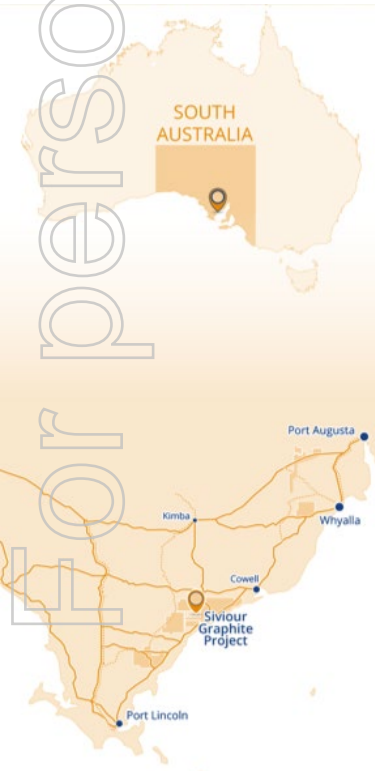 SOUTH
AUSTRALIA
Port Augusta
Kimba
Whyalla
Cowell
Siviour
Graphite
Project
Port Lincoln
For perso